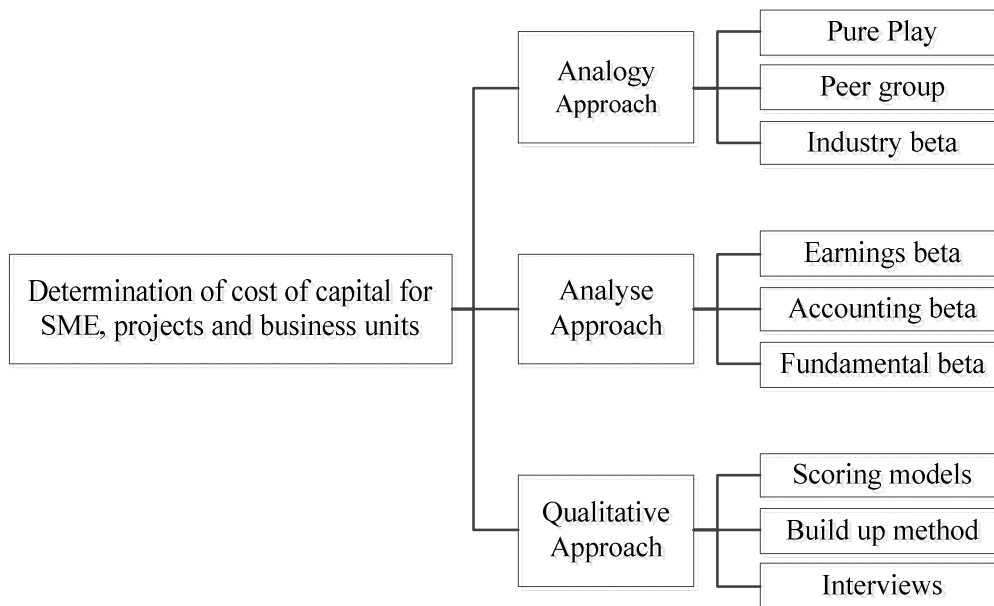 Determination of cost of capital for
SME, projects and business units
Analogy
Approach
Pure Play
Peer group
Industry beta
Analyse
Approach
Earnings beta
Accounting beta
Fundamental beta
Qualitative
Approach
Scoring models
Build up method
Interviews